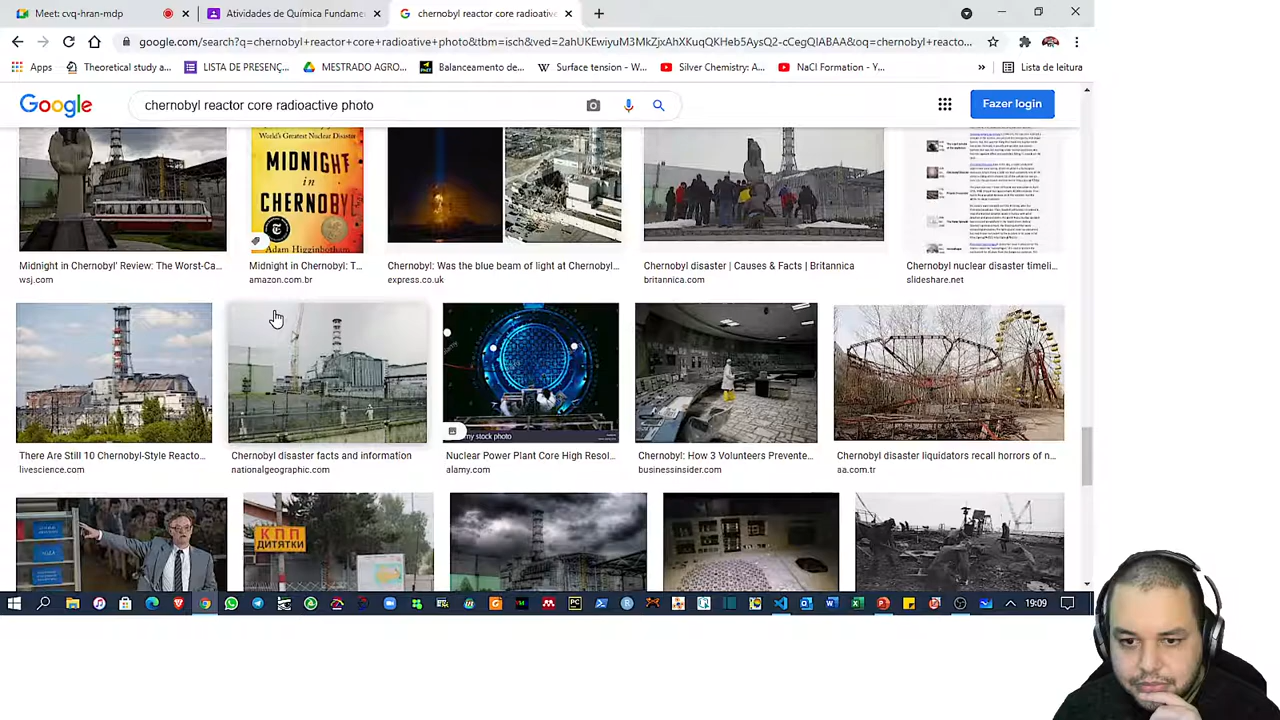 Meet: cvq-hran-mdp
Atividades de Química Fundame
chernobyl reactor core radioative
google.com/search?q=chernobyl+reactor+core+radioative+photo&tbm=isch&ved=2ahUKEwiyuM3MkZjxAhXKuqQKHeb5AysQ2-cCegQIABAA&oq=chernobyl+reacto...
Apps
Theoretical study a...
LISTA DE PRESENÇ...
MESTRADO AGRO...
Balanceamento de...
Surface tension - W...
Silver Chemistry: A...
NaCl Formation - Y...
»
Lista de leitura
Google
chernobyl reactor core radioactive photo
Fazer login
World's Greatest Nuclear Disaster
MIDNIGHT
in
CHERNOBYL
Adam Higginbotham
Midnight in Chernobyl' Review: The Worst-Ca...
wsj.com
Midnight in Chernobyl: T...
amazon.com.br
Chernobyl: Was the blue beam of light at Chernobyl...
express.co.uk
Chernobyl disaster | Causes & Facts | Britannica
britannica.com
Chernobyl nuclear disaster timeli...
slideshare.net
alamy stock photo
There Are Still 10 Chernobyl-Style Reacto...
livescience.com
Chernobyl disaster facts and information
nationalgeographic.com
Nuclear Power Plant Core High Resol...
alamy.com
Chernobyl: How 3 Volunteers Prevente...
businessinsider.com
Chernobyl disaster liquidators recall horrors of n...
aa.com.tr
КПП
ДИТЯТКИ
19:09